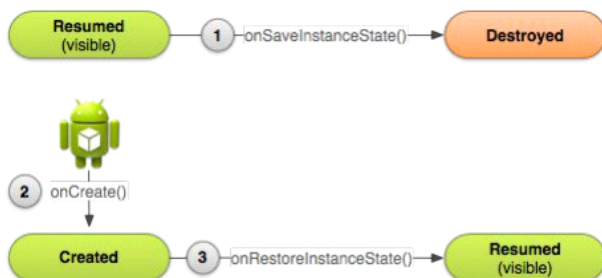 Resumed
(visible)
1
onSaveInstanceState()
Destroyed
2
onCreate()
Created
3
onRestoreInstanceState()
Resumed
(visible)